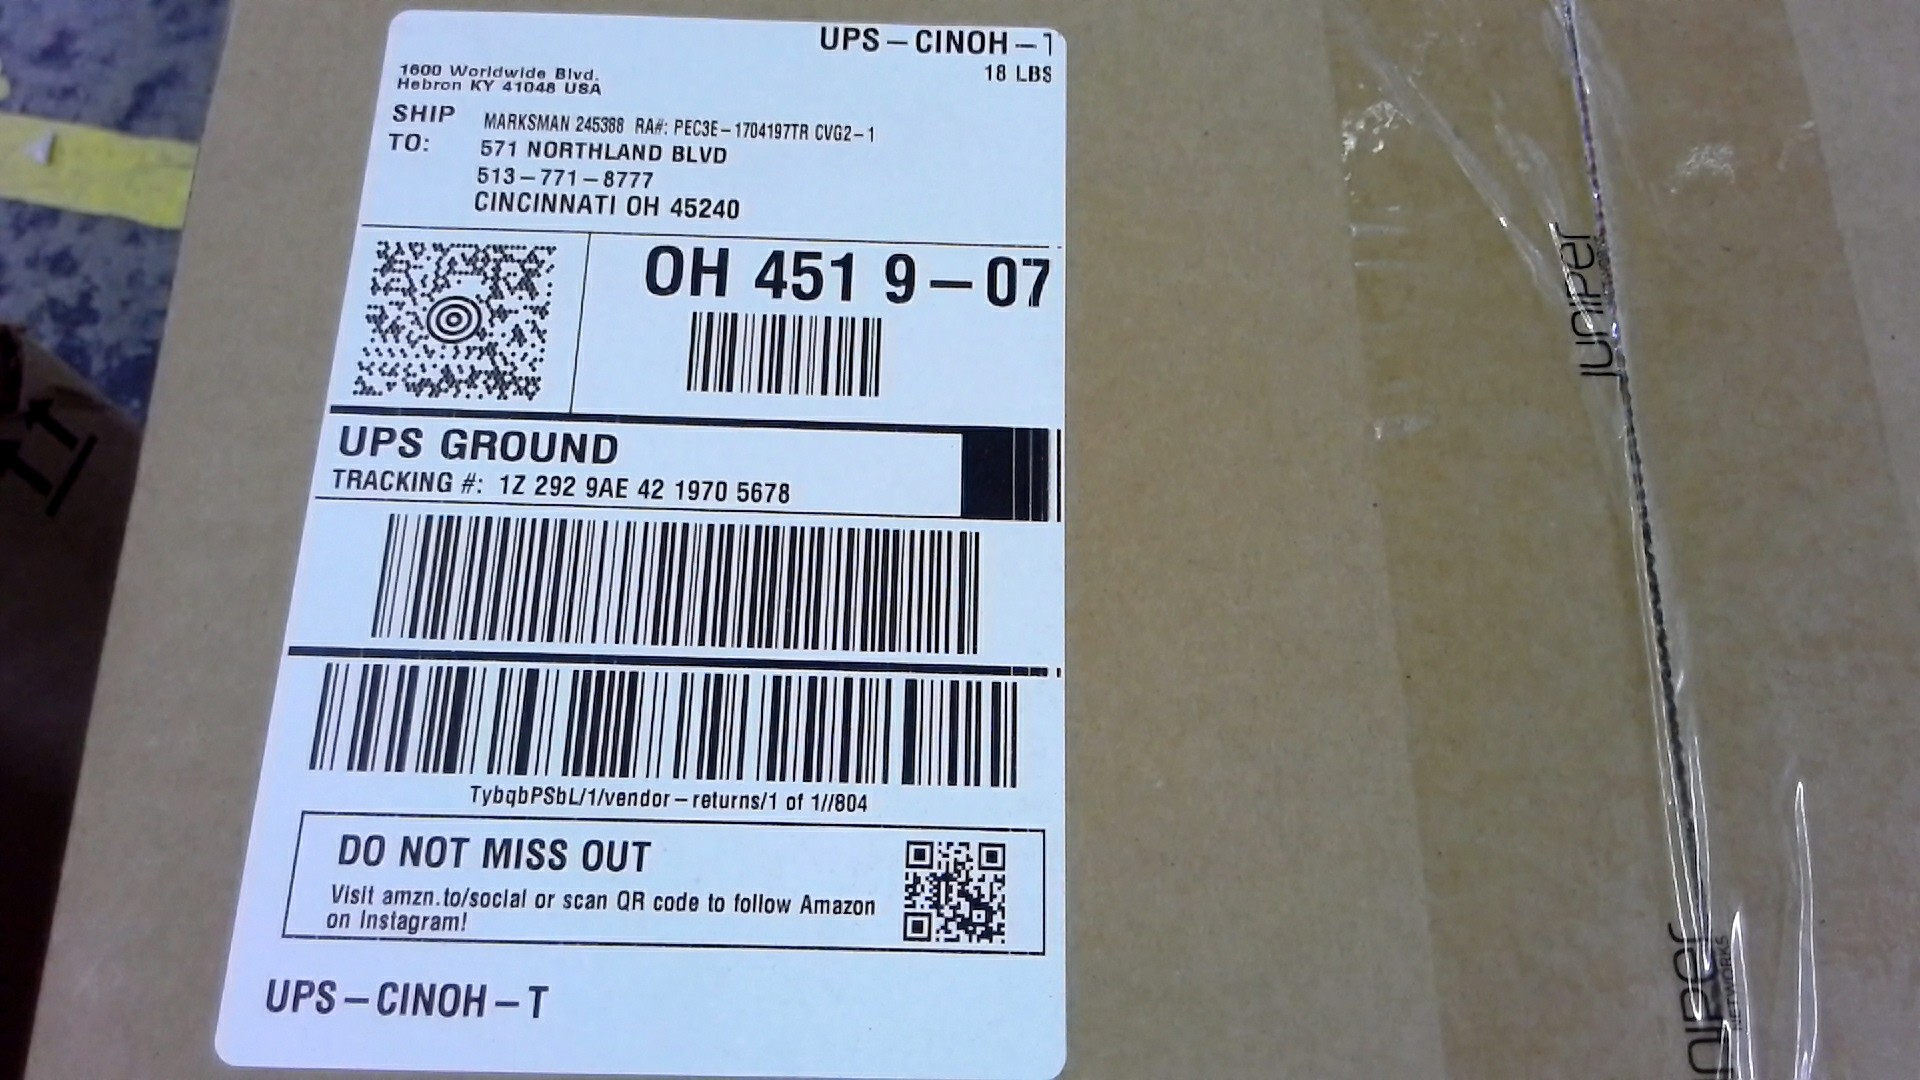 UPS–CINOH–T
18 LBS
1600 Worldwide Blvd.
Hebron KY 41048 USA
SHIP TO:
MARKSMAN 245388 RA#: PEC3E–1704197TR CVG2–1
571 NORTHLAND BLVD
513–771–8777
CINCINNATI OH 45240
OH 451 9–07
UPS GROUND
TRACKING #: 1Z 292 9AE 42 1970 5678
TybqbPSbL/1/vendor–returns/1 of 1//804
DO NOT MISS OUT
Visit amzn.to/social or scan QR code to follow Amazon
on Instagram!
UPS–CINOH–T
Juniper
Juniper
NETWORKS